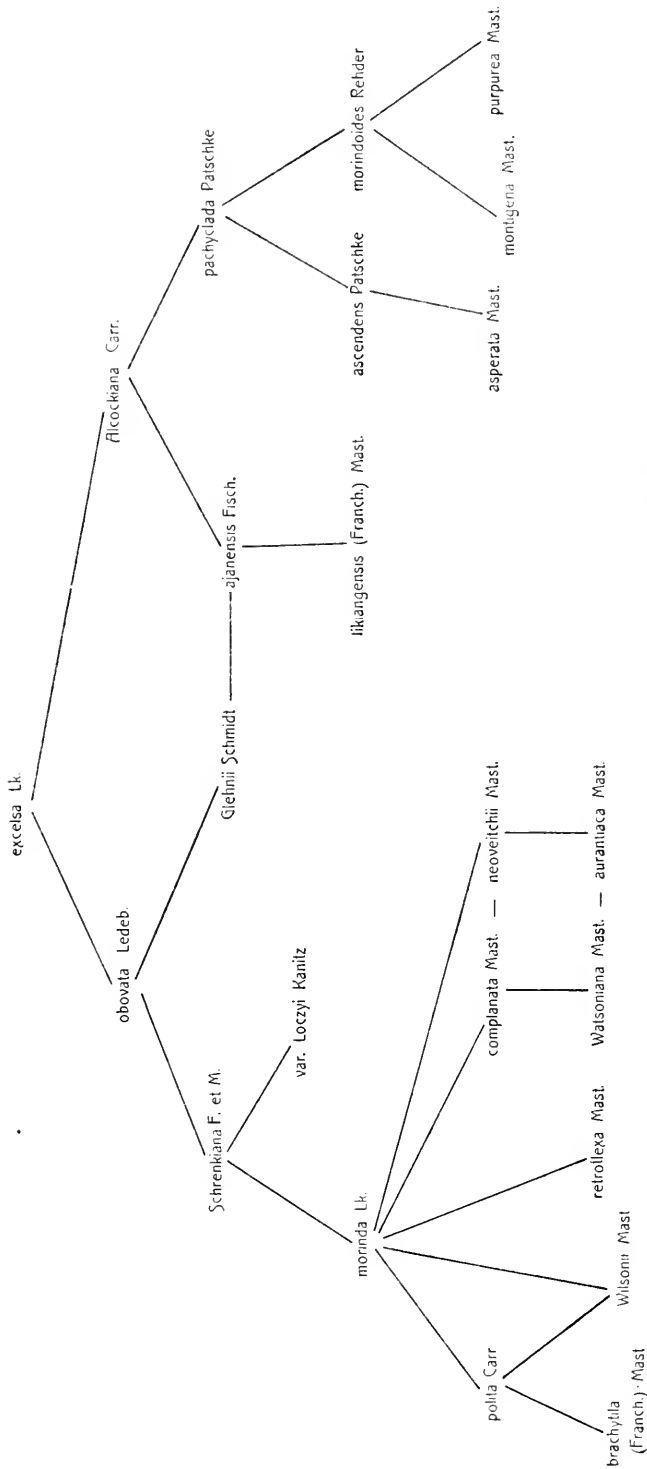 excelsa Lk.
obovata Ledeb.
Alcockiana Carr.
Schrenkiana F. et M.
Glehnii Schmidt
ajanensis Fisch.
pachyclada Patschke
var. Loczyi Kanitz
morinda Lk.
likiangensis (Franch.) Mast.
ascendens Patschke
morindoides Rehder
polita Carr
complanata Mast. — neoveitchii Mast.
asperata Mast.
montigena Mast.
purpurea Mast.
brachytila
(Franch.) Mast
Wilsonii Mast
retroflexa Mast.
Watsoniana Mast. — aurantiaca Mast.